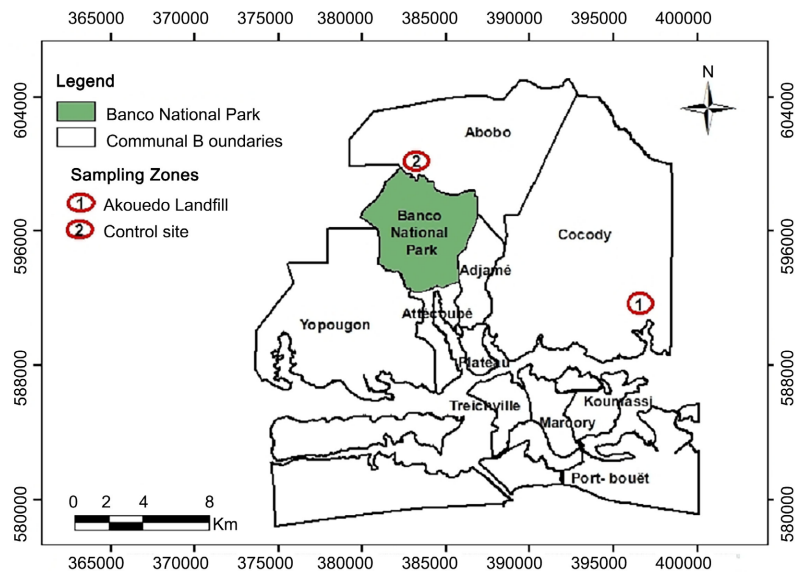 365000 370000 375000 380000 385000 390000 395000 400000
604000
596000
588000
580000
604000
596000
588000
580000
N
Legend
Banco National Park
Communal B oundaries
Sampling Zones
1 Akouedo Landfill
2 Control site
Abobo
2
Banco
National
Park
Cocody
Adjamé
1
Attécoubé
Yopougon
Plateau
Treichville
Koumassi
Marcory
Port- bouët
0 2 4 8
Km
365000 370000 375000 380000 385000 390000 395000 400000